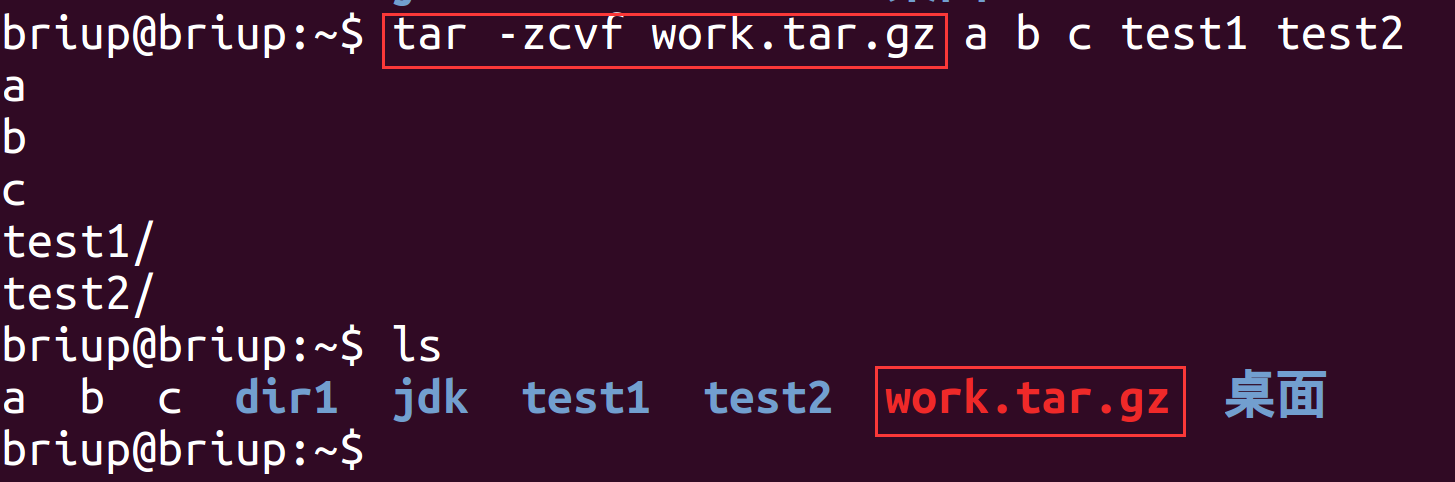 briup@briup:~$ tar -zcvf work.tar.gz a b c test1 test2
a
b
c
test1/
test2/
briup@briup:~$ ls
a  b  c  dir1  jdk  test1  test2  work.tar.gz  桌面
briup@briup:~$